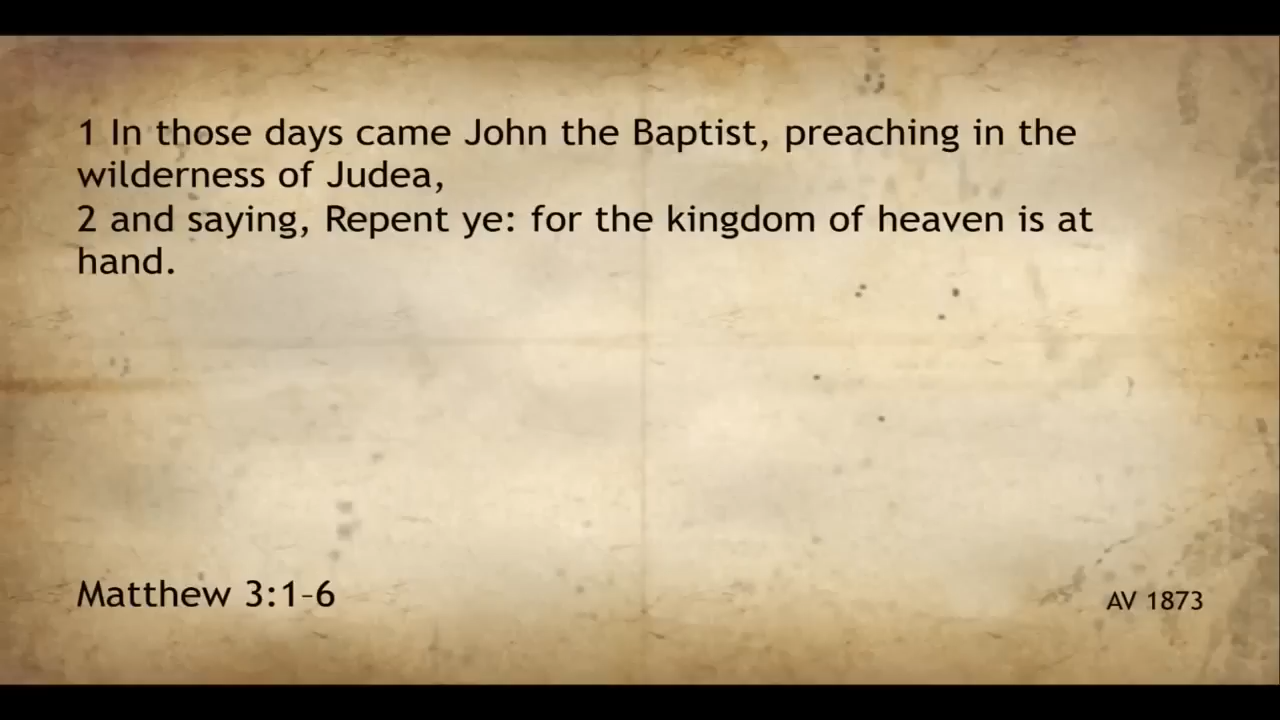 1 In those days came John the Baptist, preaching in the
wilderness of Judea,
2 and saying, Repent ye: for the kingdom of heaven is at
hand.
Matthew 3:1–6
AV 1873